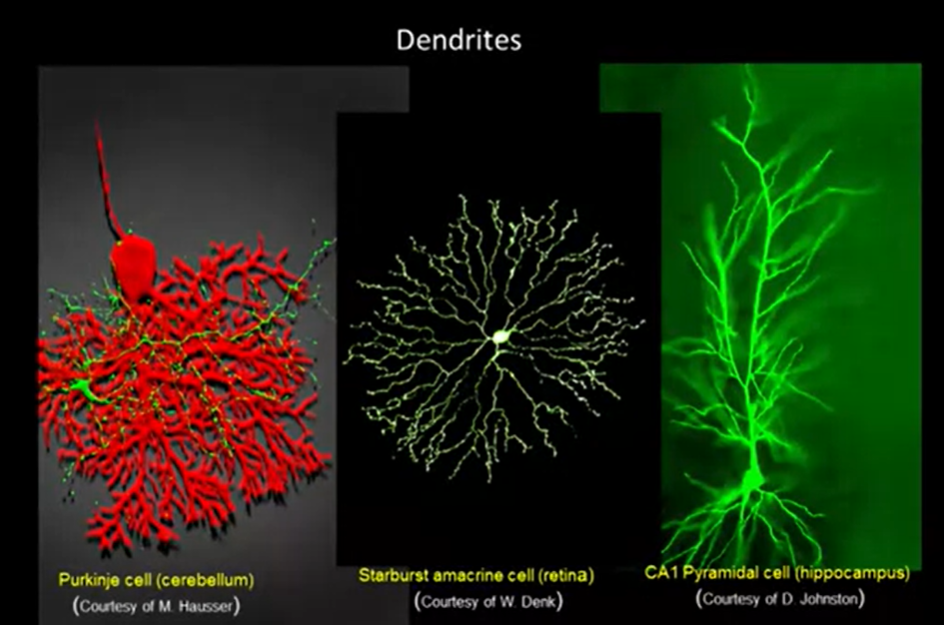 Dendrites
Purkinje cell (cerebellum)
(Courtesy of M. Hausser)
Starburst amacrine cell (retina)
(Courtesy of W. Denk)
CA1 Pyramidal cell (hippocampus)
(Courtesy of D. Johnston)